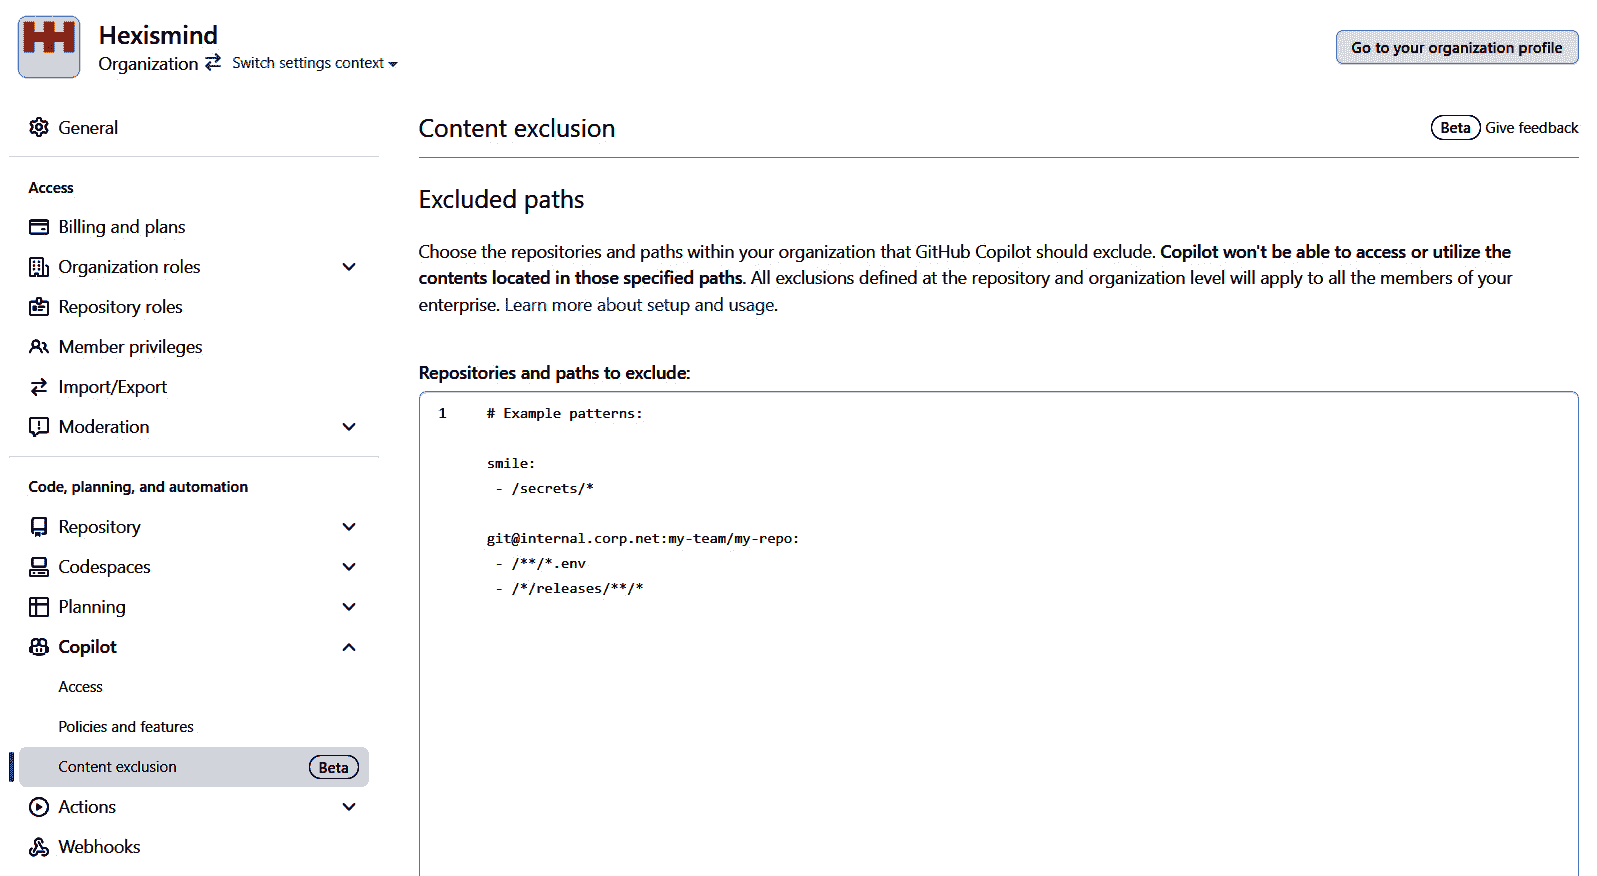 Hexismind
Organization Switch settings context
Go to your organization profile
General
Access
Billing and plans
Organization roles
Repository roles
Member privileges
Import/Export
Moderation
Code, planning, and automation
Repository
Codespaces
Planning
Copilot
Access
Policies and features
Content exclusion Beta
Actions
Webhooks
Content exclusion
Beta Give feedback
Excluded paths
Choose the repositories and paths within your organization that GitHub Copilot should exclude. Copilot won't be able to access or utilize the
contents located in those specified paths. All exclusions defined at the repository and organization level will apply to all the members of your
enterprise. Learn more about setup and usage.
Repositories and paths to exclude:
1 # Example patterns:
smile:
- /secrets/*
git@internal.corp.net:my-team/my-repo:
- /**/*.env
- /*/releases/**/*